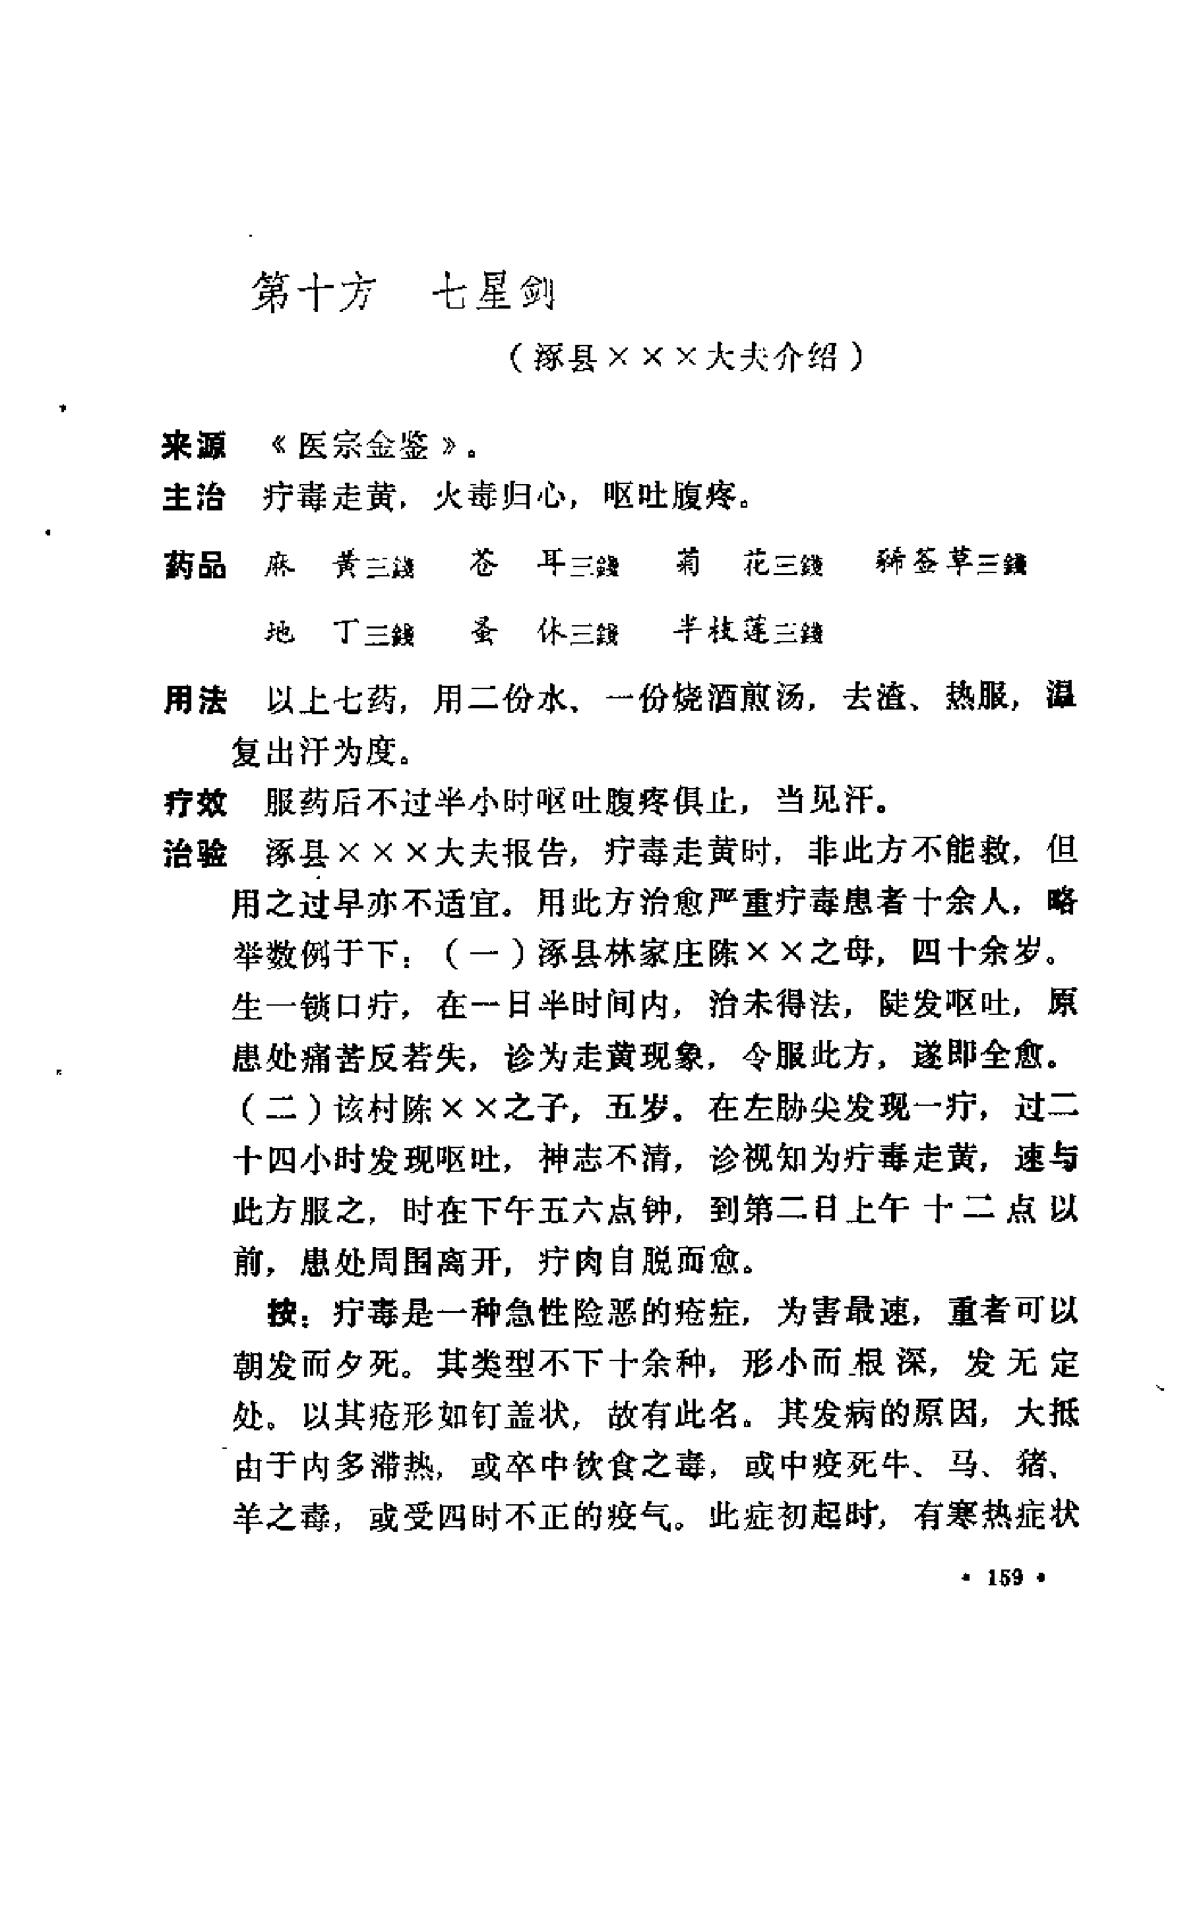 第十方　七星剑
（涿县×××大夫介绍）
来源　《医宗金鉴》。
主治　疔毒走黄，火毒归心，呕吐腹疼。
药品　麻　黄三錢　苍　耳三錢　菊　花三錢　豨莶草三錢
地　丁三錢　蚤　休三錢　半枝莲三錢
用法　以上七药，用二份水、一份烧酒煎汤，去渣、热服，温
复出汗为度。
疗效　服药后不过半小时呕吐腹疼俱止，当见汗。
治验　涿县×××大夫报告，疔毒走黄时，非此方不能救，但
用之过早亦不适宜。用此方治愈严重疔毒患者十余人，略
举数例于下：（一）涿县林家庄陈××之母，四十余岁。
生一锁口疔，在一日半时间内，治未得法，陡发呕吐，原
患处痛苦反若失，诊为走黄现象，令服此方，遂即全愈。
（二）该村陈××之子，五岁。在左胁尖发现一疔，过二
十四小时发现呕吐，神志不清，诊视知为疔毒走黄，速与
此方服之，时在下午五六点钟，到第二日上午十二点以
前，患处周围离开，疔肉自脱而愈。
按：疔毒是一种急性险恶的疮症，为害最速，重者可以
朝发而夕死。其类型不下十余种，形小而根深，发无定
处。以其疮形如钉盖状，故有此名。其发病的原因，大抵
由于内多滞热，或卒中饮食之毒，或中疫死牛、马、猪、
羊之毒，或受四时不正的疫气。此症初起时，有寒热症状
• 159 •